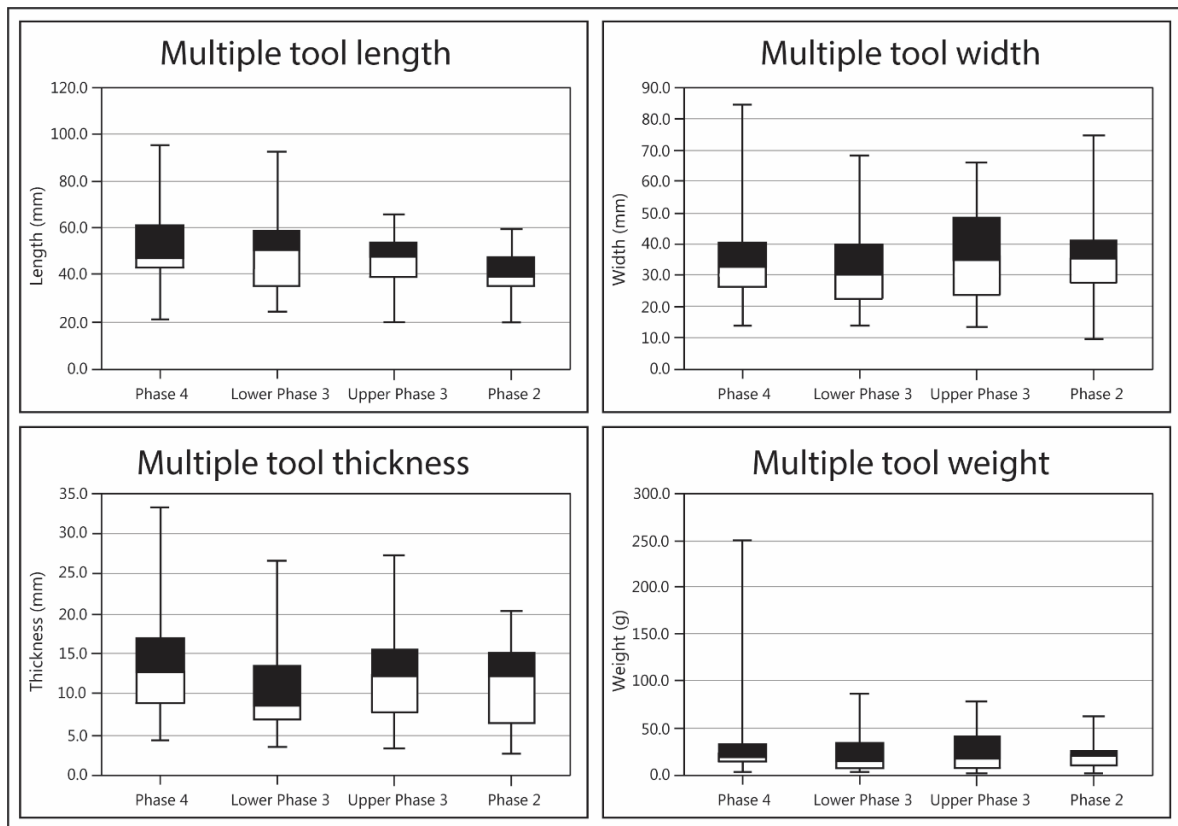 Multiple tool length
120.0
100.0
80.0
60.0
40.0
20.0
0.0
Length (mm)
Phase 4 Lower Phase 3 Upper Phase 3 Phase 2
Multiple tool width
90.0
80.0
70.0
60.0
50.0
40.0
30.0
20.0
10.0
0.0
Width (mm)
Phase 4 Lower Phase 3 Upper Phase 3 Phase 2
Multiple tool thickness
35.0
30.0
25.0
20.0
15.0
10.0
5.0
0.0
Thickness (mm)
Phase 4 Lower Phase 3 Upper Phase 3 Phase 2
Multiple tool weight
300.0
250.0
200.0
150.0
100.0
50.0
0.0
Weight (g)
Phase 4 Lower Phase 3 Upper Phase 3 Phase 2